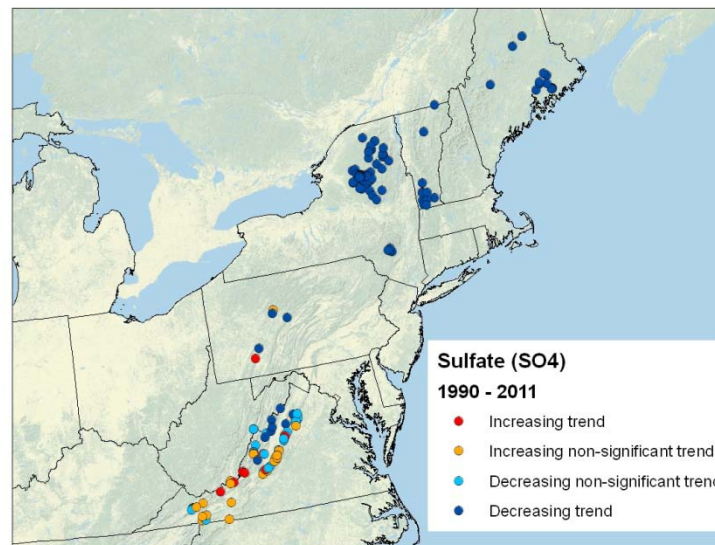 Sulfate (SO4)
1990 - 2011
Increasing trend
Increasing non-significant trend
Decreasing non-significant trend
Decreasing trend